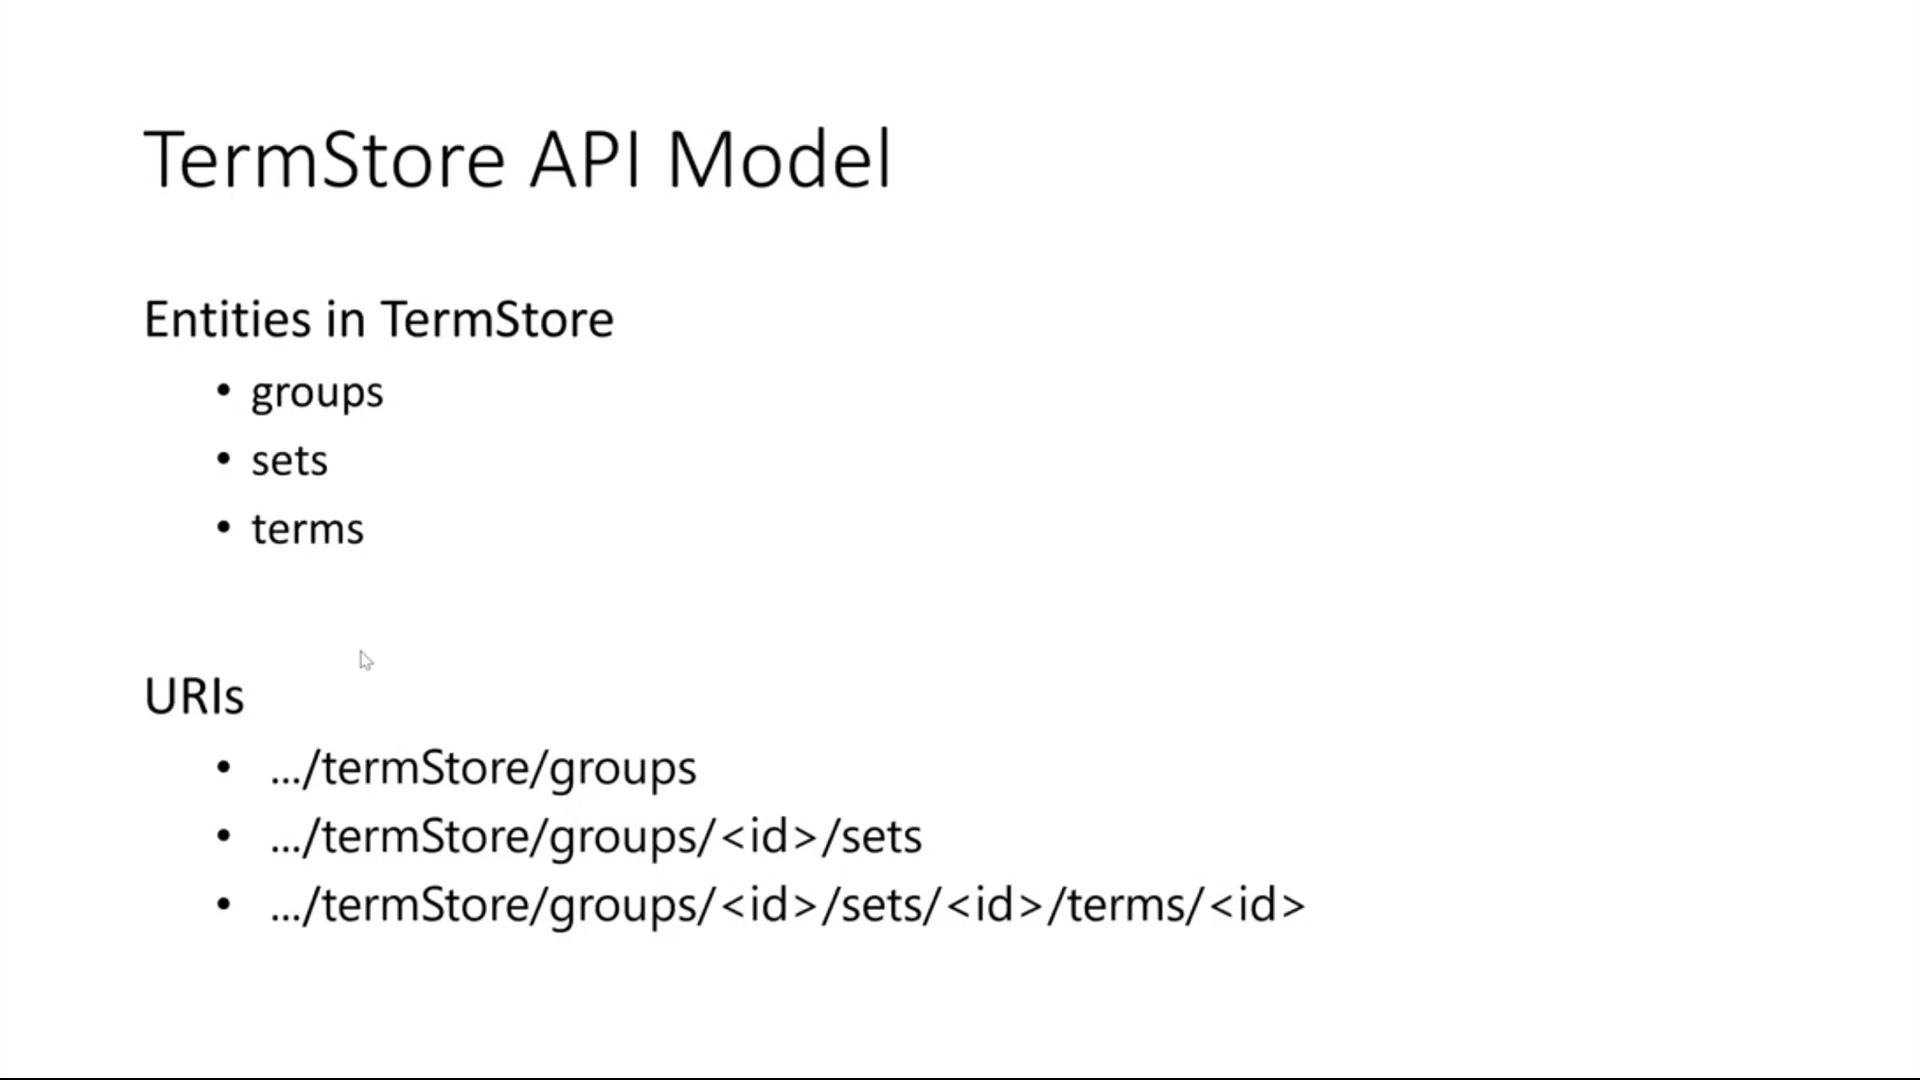 TermStore API Model
Entities in TermStore
• groups
• sets
• terms
URIs
• .../termStore/groups
• .../termStore/groups/<id>/sets
• .../termStore/groups/<id>/sets/<id>/terms/<id>